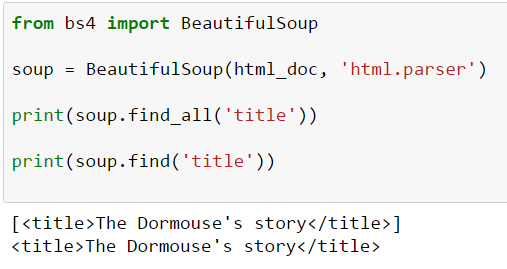 from bs4 import BeautifulSoup
soup = BeautifulSoup(html_doc, 'html.parser')
print(soup.find_all('title'))
print(soup.find('title'))
[<title>The Dormouse's story</title>]
<title>The Dormouse's story</title>